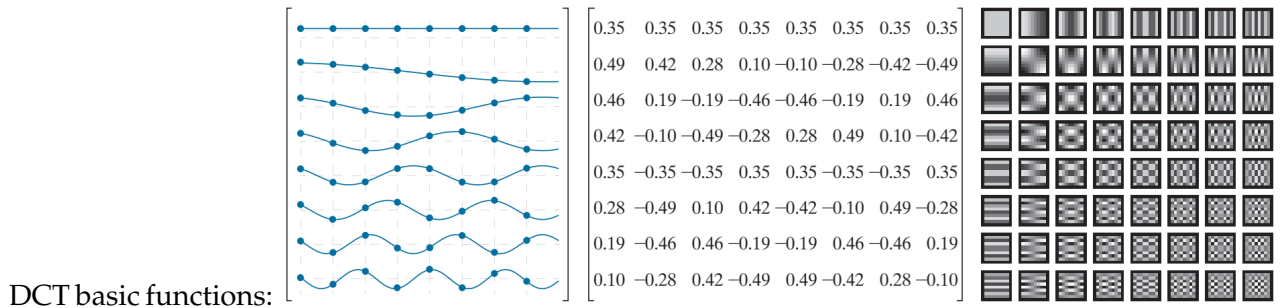 0.35 0.35 0.35 0.35 0.35 0.35 0.35 0.35
0.49 0.42 0.28 0.10 −0.10 −0.28 −0.42 −0.49
0.46 0.19 −0.19 −0.46 −0.46 −0.19 0.19 0.46
0.42 −0.10 −0.49 −0.28 0.28 0.49 0.10 −0.42
0.35 −0.35 −0.35 0.35 0.35 −0.35 −0.35 0.35
0.28 −0.49 0.10 0.42 −0.42 −0.10 0.49 −0.28
0.19 −0.46 0.46 −0.19 −0.19 0.46 −0.46 0.19
0.10 −0.28 0.42 −0.49 0.49 −0.42 0.28 −0.10
DCT basic functions: